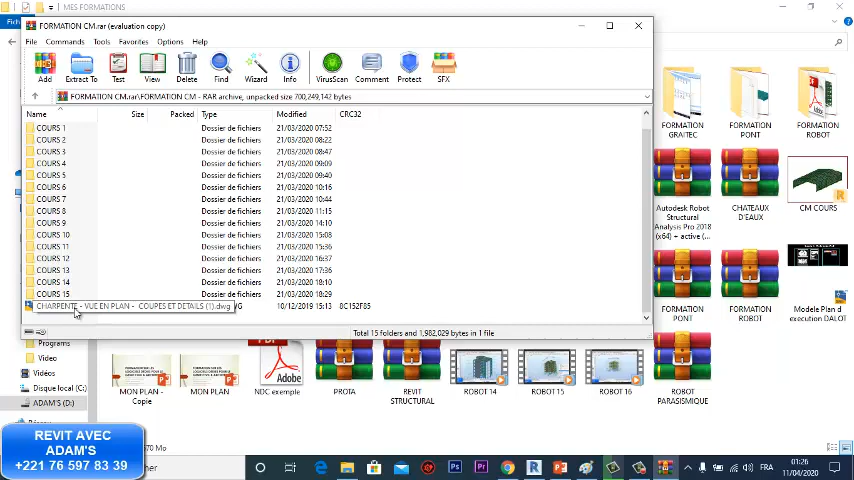 MES FORMATIONS
Fich
FORMATION CM.rar (evaluation copy)
File Commands Tools Favorites Options Help
Add Extract To Test View Delete Find Wizard Info VirusScan Comment Protect SFX
FORMATION CM.rar\FORMATION CM - RAR archive, unpacked size 700,249,142 bytes
Name Size Packed Type Modified CRC32
COURS 1 Dossier de fichiers 21/03/2020 07:52
COURS 2 Dossier de fichiers 21/03/2020 08:22
COURS 3 Dossier de fichiers 21/03/2020 08:47
COURS 4 Dossier de fichiers 21/03/2020 09:09
COURS 5 Dossier de fichiers 21/03/2020 09:40
COURS 6 Dossier de fichiers 21/03/2020 10:16
COURS 7 Dossier de fichiers 21/03/2020 10:44
COURS 8 Dossier de fichiers 21/03/2020 11:15
COURS 9 Dossier de fichiers 21/03/2020 14:10
COURS 10 Dossier de fichiers 21/03/2020 15:08
COURS 11 Dossier de fichiers 21/03/2020 15:36
COURS 12 Dossier de fichiers 21/03/2020 16:37
COURS 13 Dossier de fichiers 21/03/2020 17:36
COURS 14 Dossier de fichiers 21/03/2020 17:58
COURS 15 Dossier de fichiers 21/03/2020 18:29
CHARPENTE - VUE EN PLAN - COUPES ET DETAILS (1).dwg 10/12/2019 15:13 8C152F85
Total 15 folders and 1,982,029 bytes in 1 file
FORMATION GRAITEC
FORMATION PONT
FORMATION ROBOT
Autodesk Robot
Structural
Analysis Pro 2018
(x64) + active (...
CHATEAUX
D'EAUX
CM COURS
FORMATION
PONT
FORMATION
ROBOT
Modele Plan d
execution DALOT
Programs
Video
Vidéos
Disque local (C:)
ADAM'S (D:)
MON PLAN -
Copie
MON PLAN
NDC exemple
PROTA
REVIT
STRUCTURAL
ROBOT 14
ROBOT 15
ROBOT 16
ROBOT
PARASISMIQUE
670 Mo
REVIT AVEC
ADAM'S
+221 76 597 83 39
FRA
01:26
11/04/2020